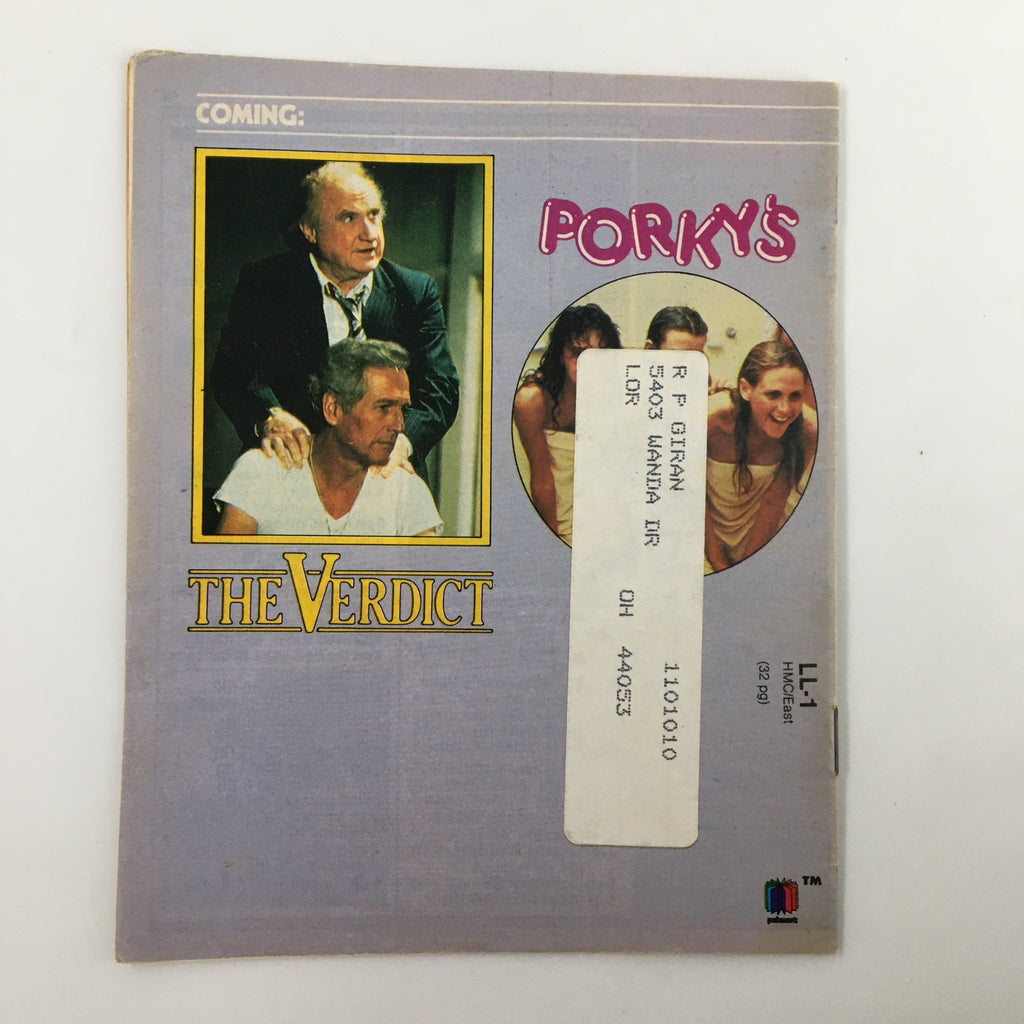 COMING:
PORKY'S
THE VERDICT
R P GIRAN
5403 WANDA DR
LOR OH 44053
1101010
LL-1
HMC/East
(32 pg)
TM